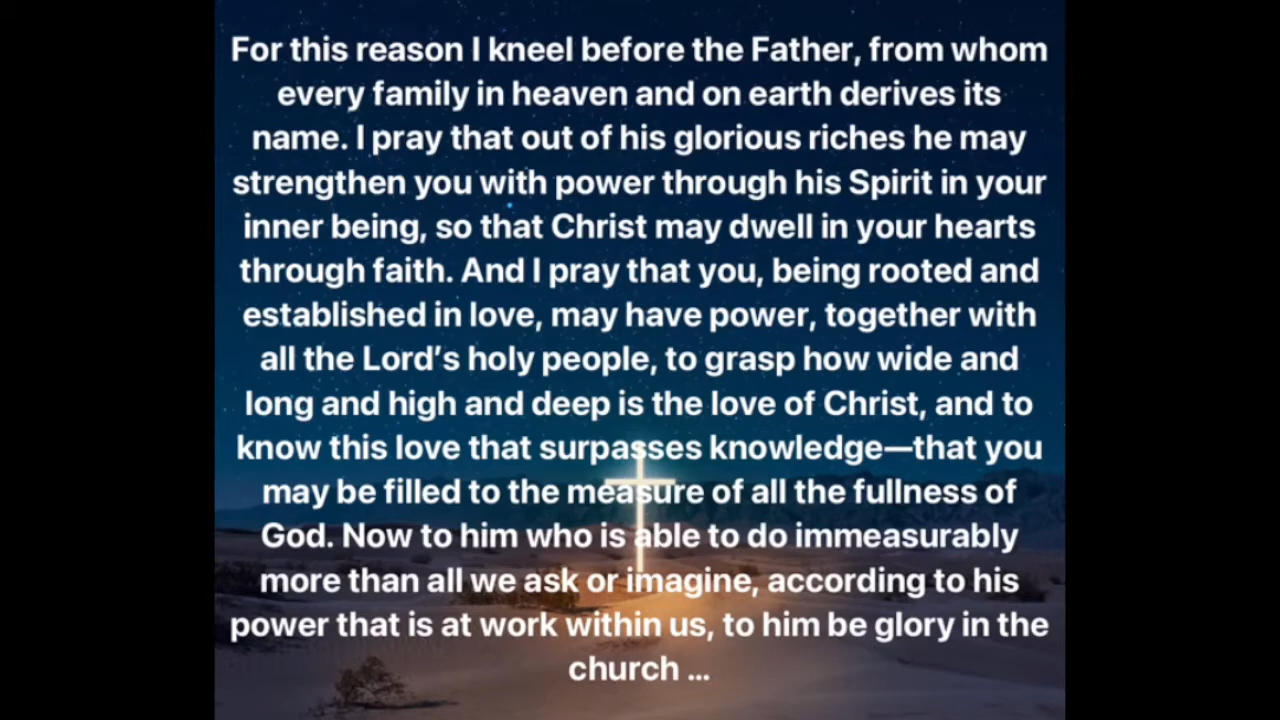 For this reason I kneel before the Father, from whom
every family in heaven and on earth derives its
name. I pray that out of his glorious riches he may
strengthen you with power through his Spirit in your
inner being, so that Christ may dwell in your hearts
through faith. And I pray that you, being rooted and
established in love, may have power, together with
all the Lord’s holy people, to grasp how wide and
long and high and deep is the love of Christ, and to
know this love that surpasses knowledge—that you
may be filled to the measure of all the fullness of
God. Now to him who is able to do immeasurably
more than all we ask or imagine, according to his
power that is at work within us, to him be glory in the
church ...